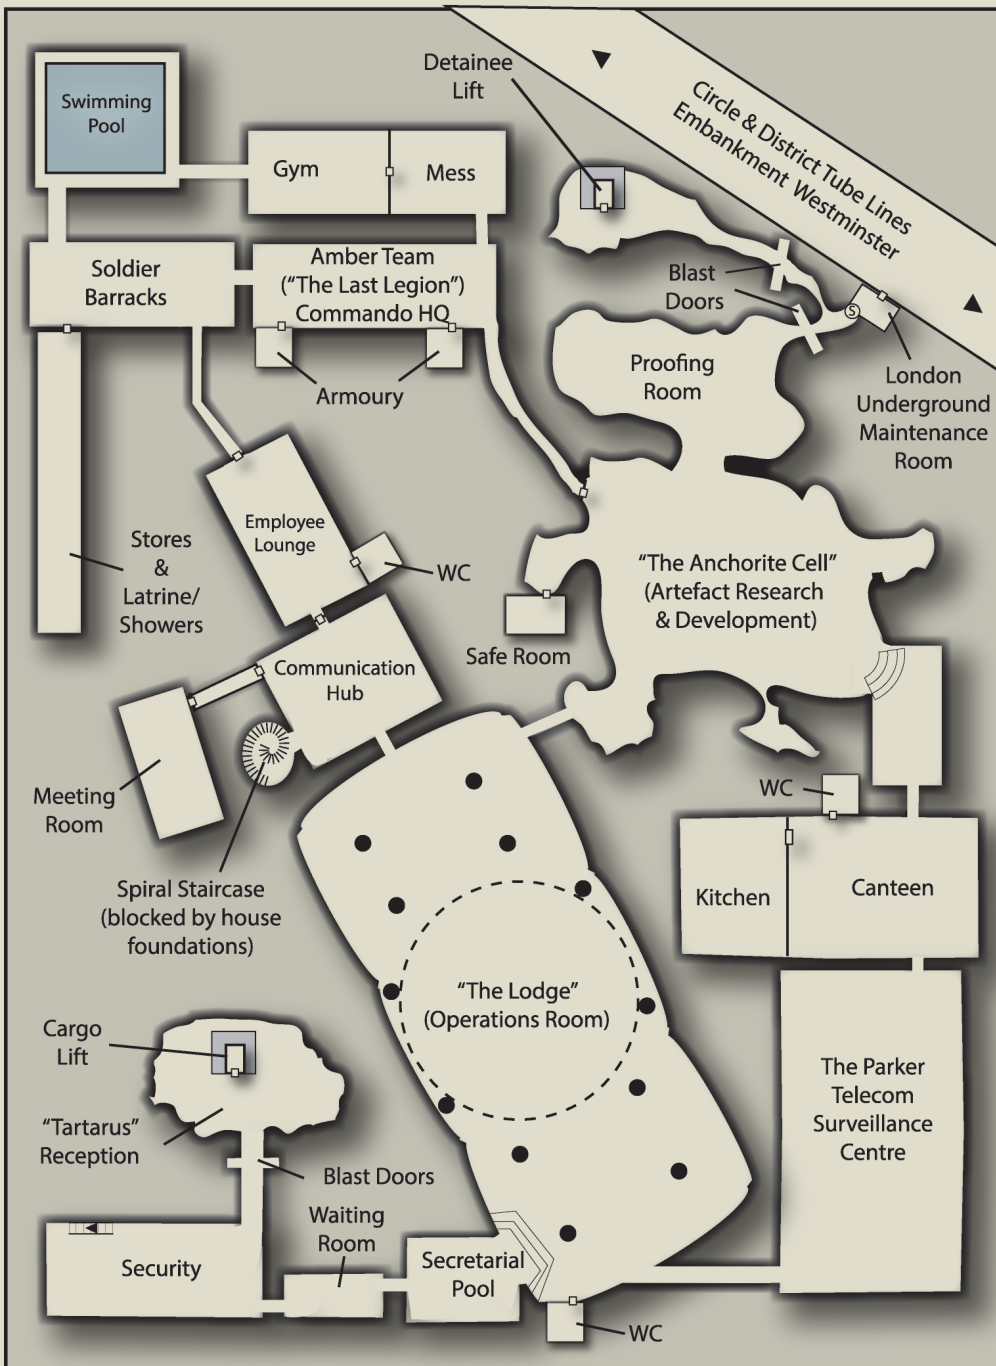 Detainee
Lift
Circle & District Tube Lines
Embankment Westminster
Swimming
Pool
Gym
Mess
Soldier
Barracks
Amber Team
(“The Last Legion”)
Commando HQ
Blast
Doors
S
Armoury
Proofing
Room
London
Underground
Maintenance
Room
Employee
Lounge
WC
Stores
&
Latrine/
Showers
“The Anchorite Cell”
(Artefact Research
& Development)
Safe Room
Communication
Hub
Meeting
Room
WC
Spiral Staircase
(blocked by house
foundations)
Kitchen
Canteen
“The Lodge”
(Operations Room)
Cargo
Lift
“Tartarus”
Reception
The Parker
Telecom
Surveillance
Centre
Blast Doors
Waiting
Room
Security
Secretarial
Pool
WC